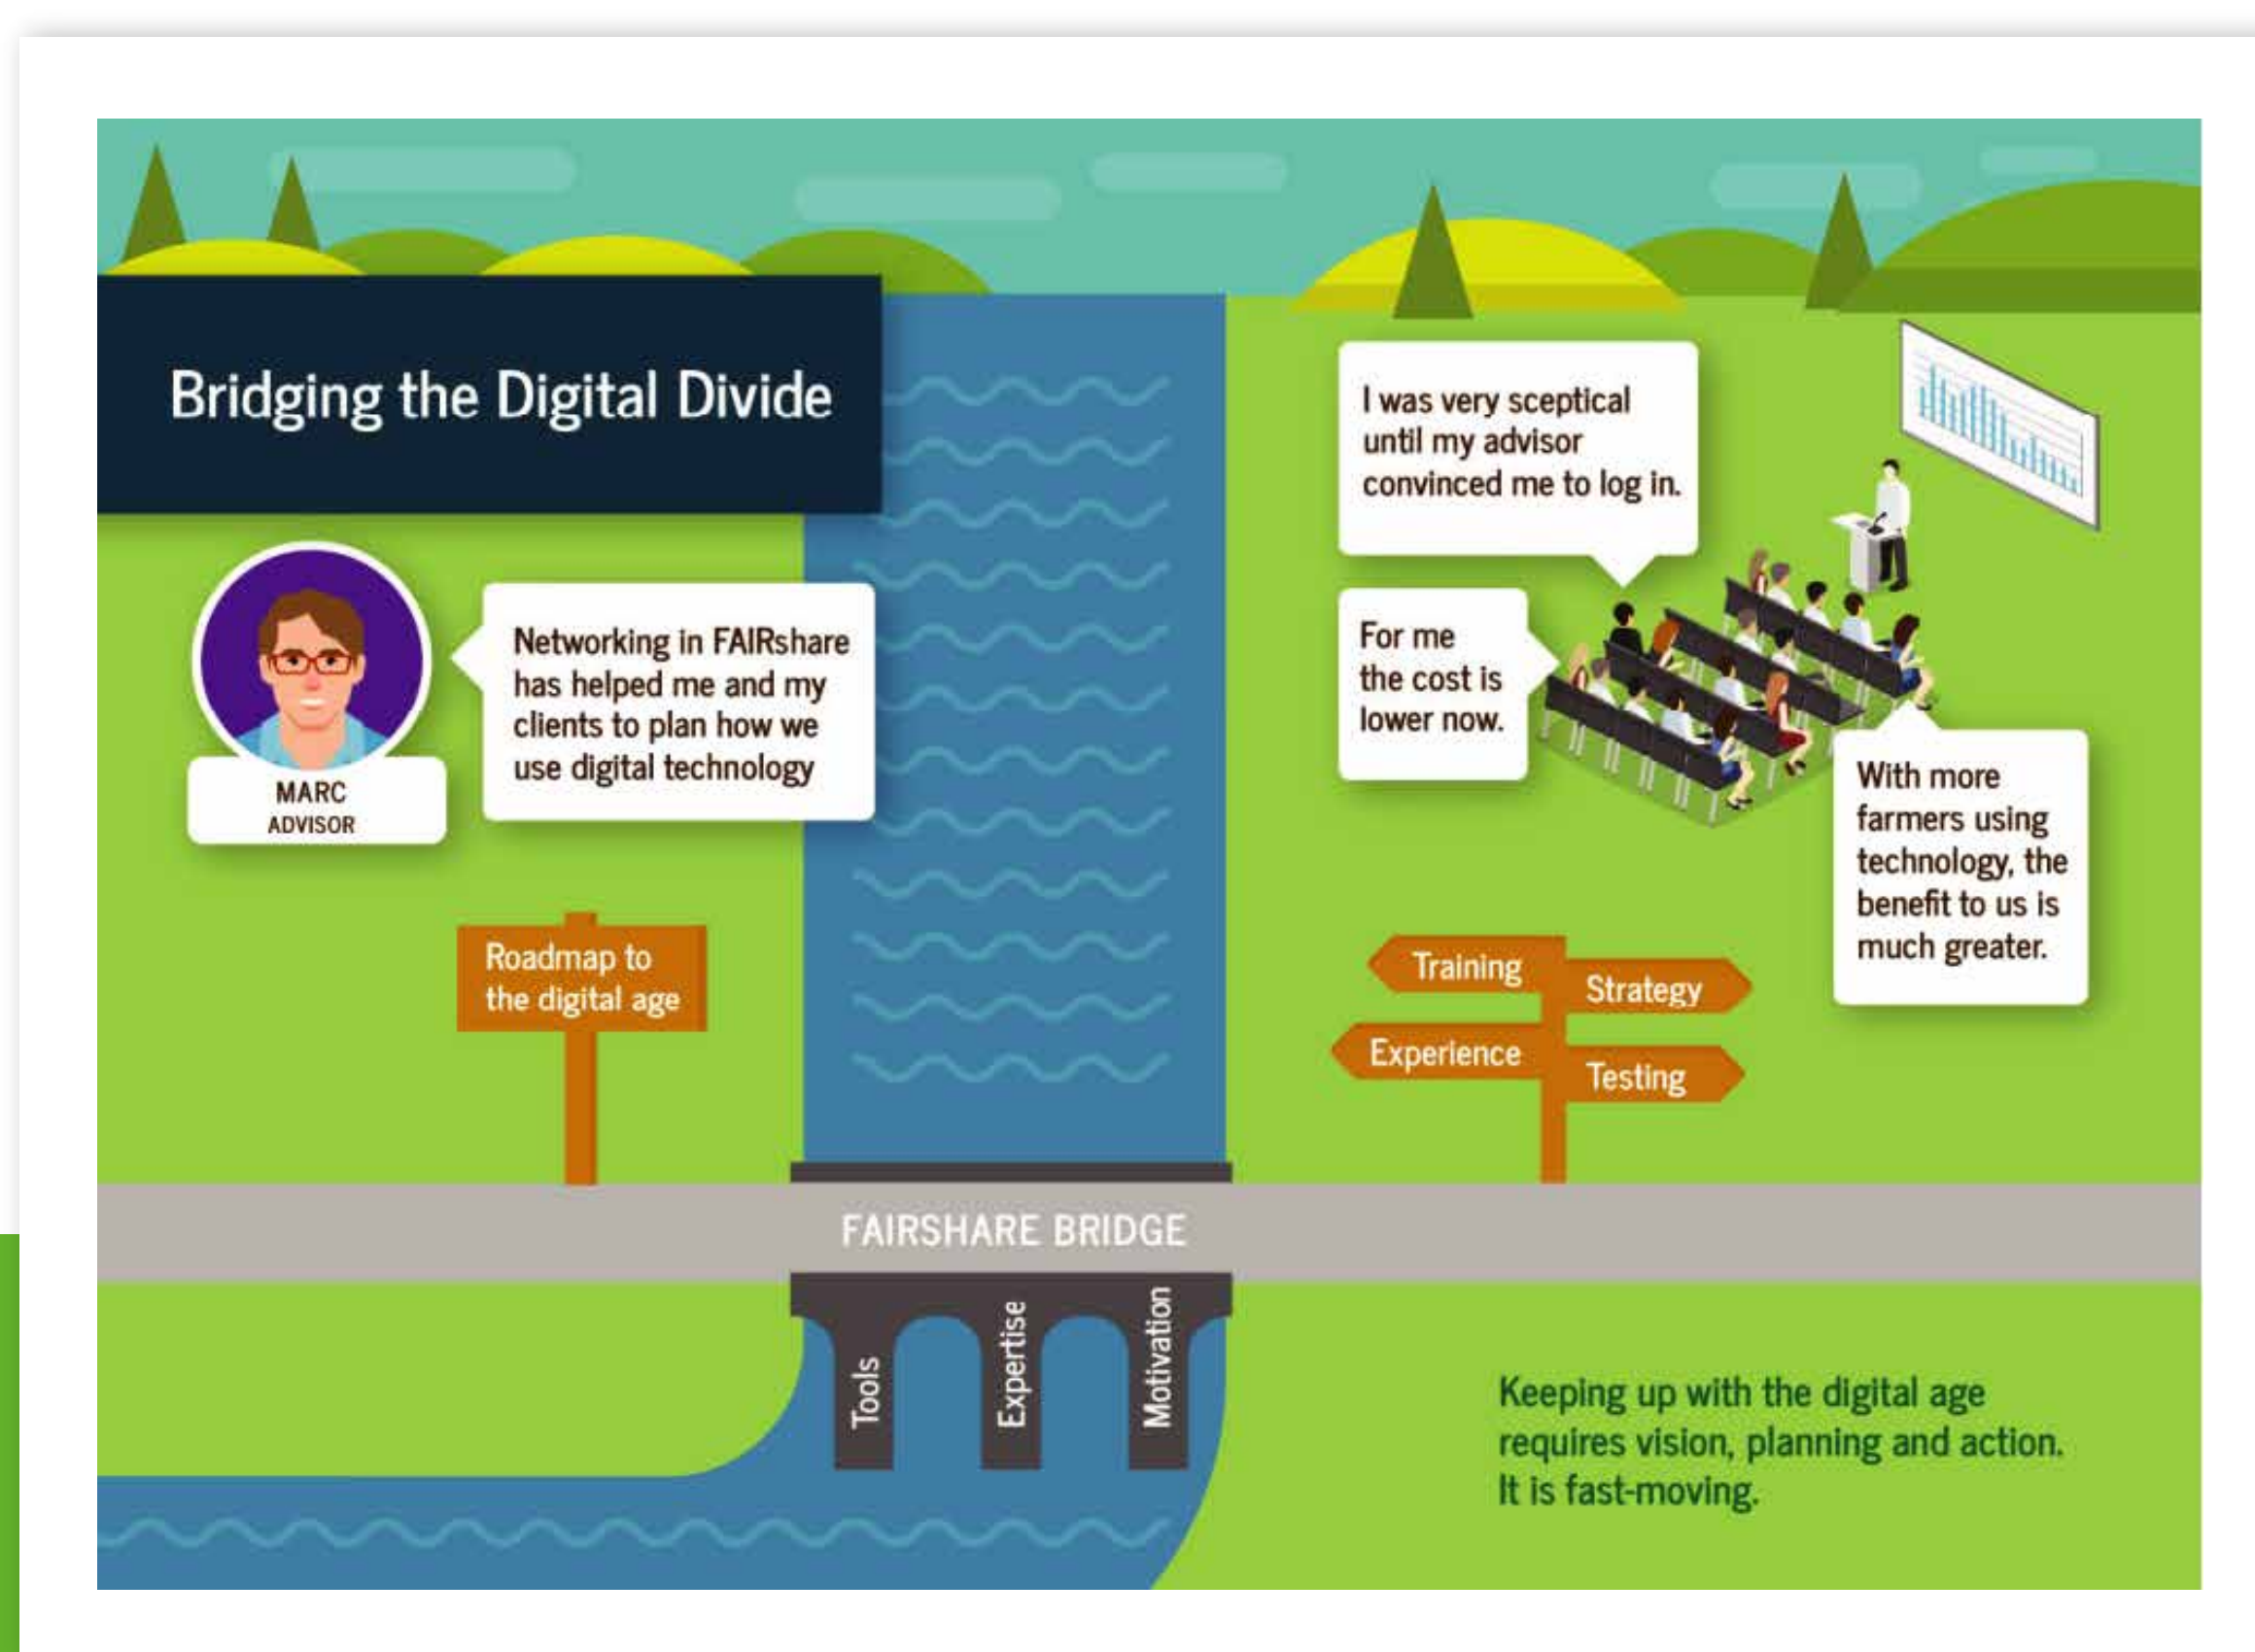 Bridging the Digital Divide
Networking in FAIRshare
has helped me and my
clients to plan how we
use digital technology
MARC
ADVISOR
I was very sceptical
until my advisor
convinced me to log in.
For me
the cost is
lower now.
With more
farmers using
technology, the
benefit to us is
much greater.
Roadmap to
the digital age
Training
Strategy
Experience
Testing
FAIRSHARE BRIDGE
Tools
Expertise
Motivation
Keeping up with the digital age
requires vision, planning and action.
It is fast-moving.